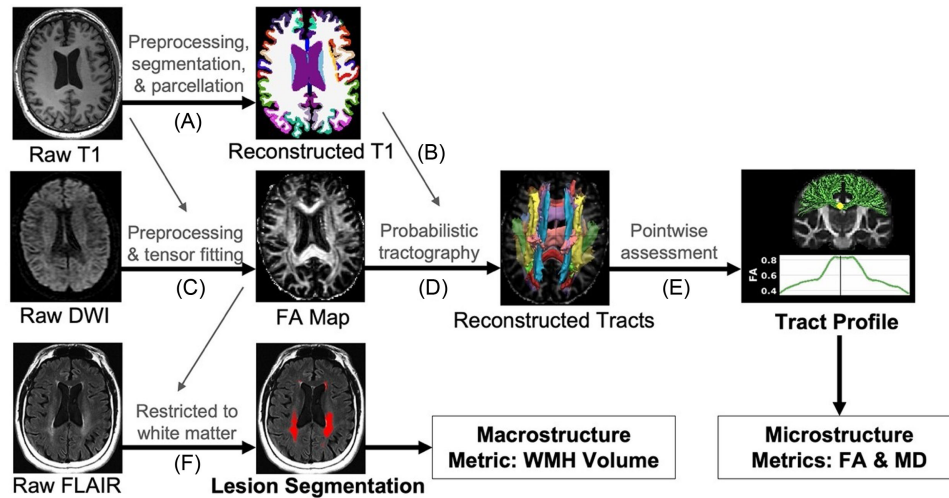 Preprocessing,
segmentation,
& parcellation
(A)
Raw T1
Reconstructed T1
(B)
Preprocessing
& tensor fitting
(C)
Probabilistic
tractography
(D)
Pointwise
assessment
(E)
FA
0.8
0.6
0.4
Raw DWI
FA Map
Reconstructed Tracts
Tract Profile
Restricted to
white matter
(F)
Raw FLAIR
Lesion Segmentation
Macrostructure
Metric: WMH Volume
Microstructure
Metrics: FA & MD